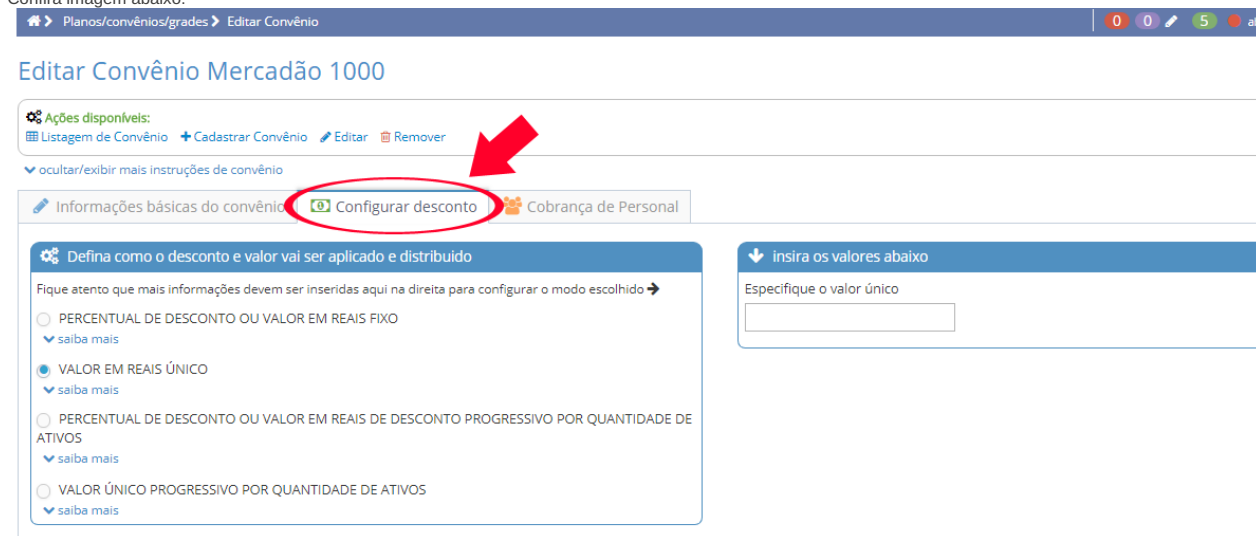 Confira imagem abaixo:
Planos/convênios/grades Editar Convênio
0 0 5
Editar Convênio Mercadão 1000
Ações disponíveis:
Listagem de Convênio Cadastrar Convênio Editar Remover
ocultar/exibir mais instruções de convênio
Informações básicas do convênio Configurar desconto Cobrança de Personal
Defina como o desconto e valor vai ser aplicado e distribuido
Fique atento que mais informações devem ser inseridas aqui na direita para configurar o modo escolhido
PERCENTUAL DE DESCONTO OU VALOR EM REAIS FIXO
saiba mais
VALOR EM REAIS ÚNICO
saiba mais
PERCENTUAL DE DESCONTO OU VALOR EM REAIS DE DESCONTO PROGRESSIVO POR QUANTIDADE DE
ATIVOS
saiba mais
VALOR ÚNICO PROGRESSIVO POR QUANTIDADE DE ATIVOS
saiba mais
insira os valores abaixo
Especifique o valor único